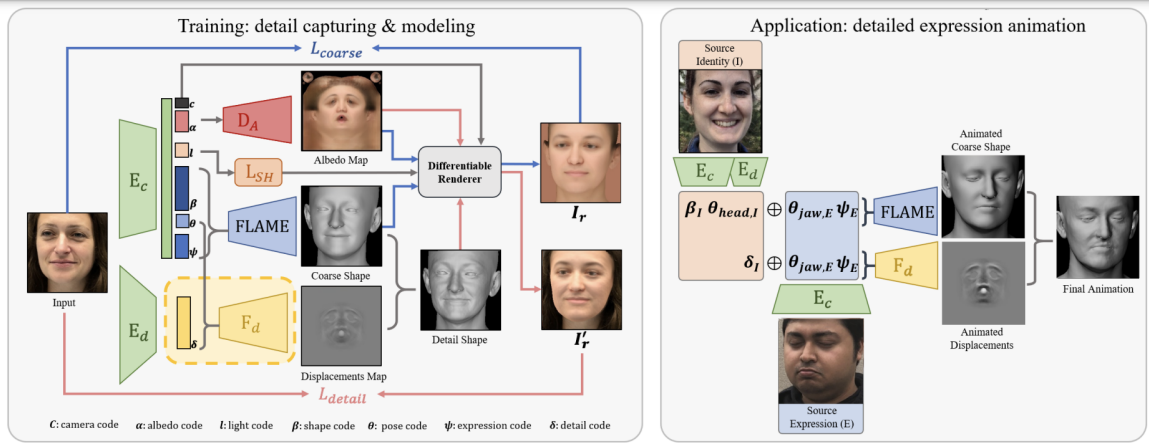 Training: detail capturing & modeling
L_coarse
c
α
D_A
Albedo Map
l
L_SH
Differentiable
Renderer
E_c
β
θ
ψ
FLAME
Coarse Shape
I_r
Input
E_d
δ
F_d
Displacements Map
Detail Shape
I'_r
L_detail
C: camera code
α: albedo code
l: light code
β: shape code
θ: pose code
ψ: expression code
δ: detail code
Application: detailed expression animation
Source
Identity (I)
E_c
E_d
β_I θ_head,I ⊕ θ_jaw,E ψ_E
FLAME
δ_I ⊕ θ_jaw,E ψ_E
F_d
E_c
Source
Expression (E)
Animated
Coarse Shape
Animated
Displacements
Final Animation